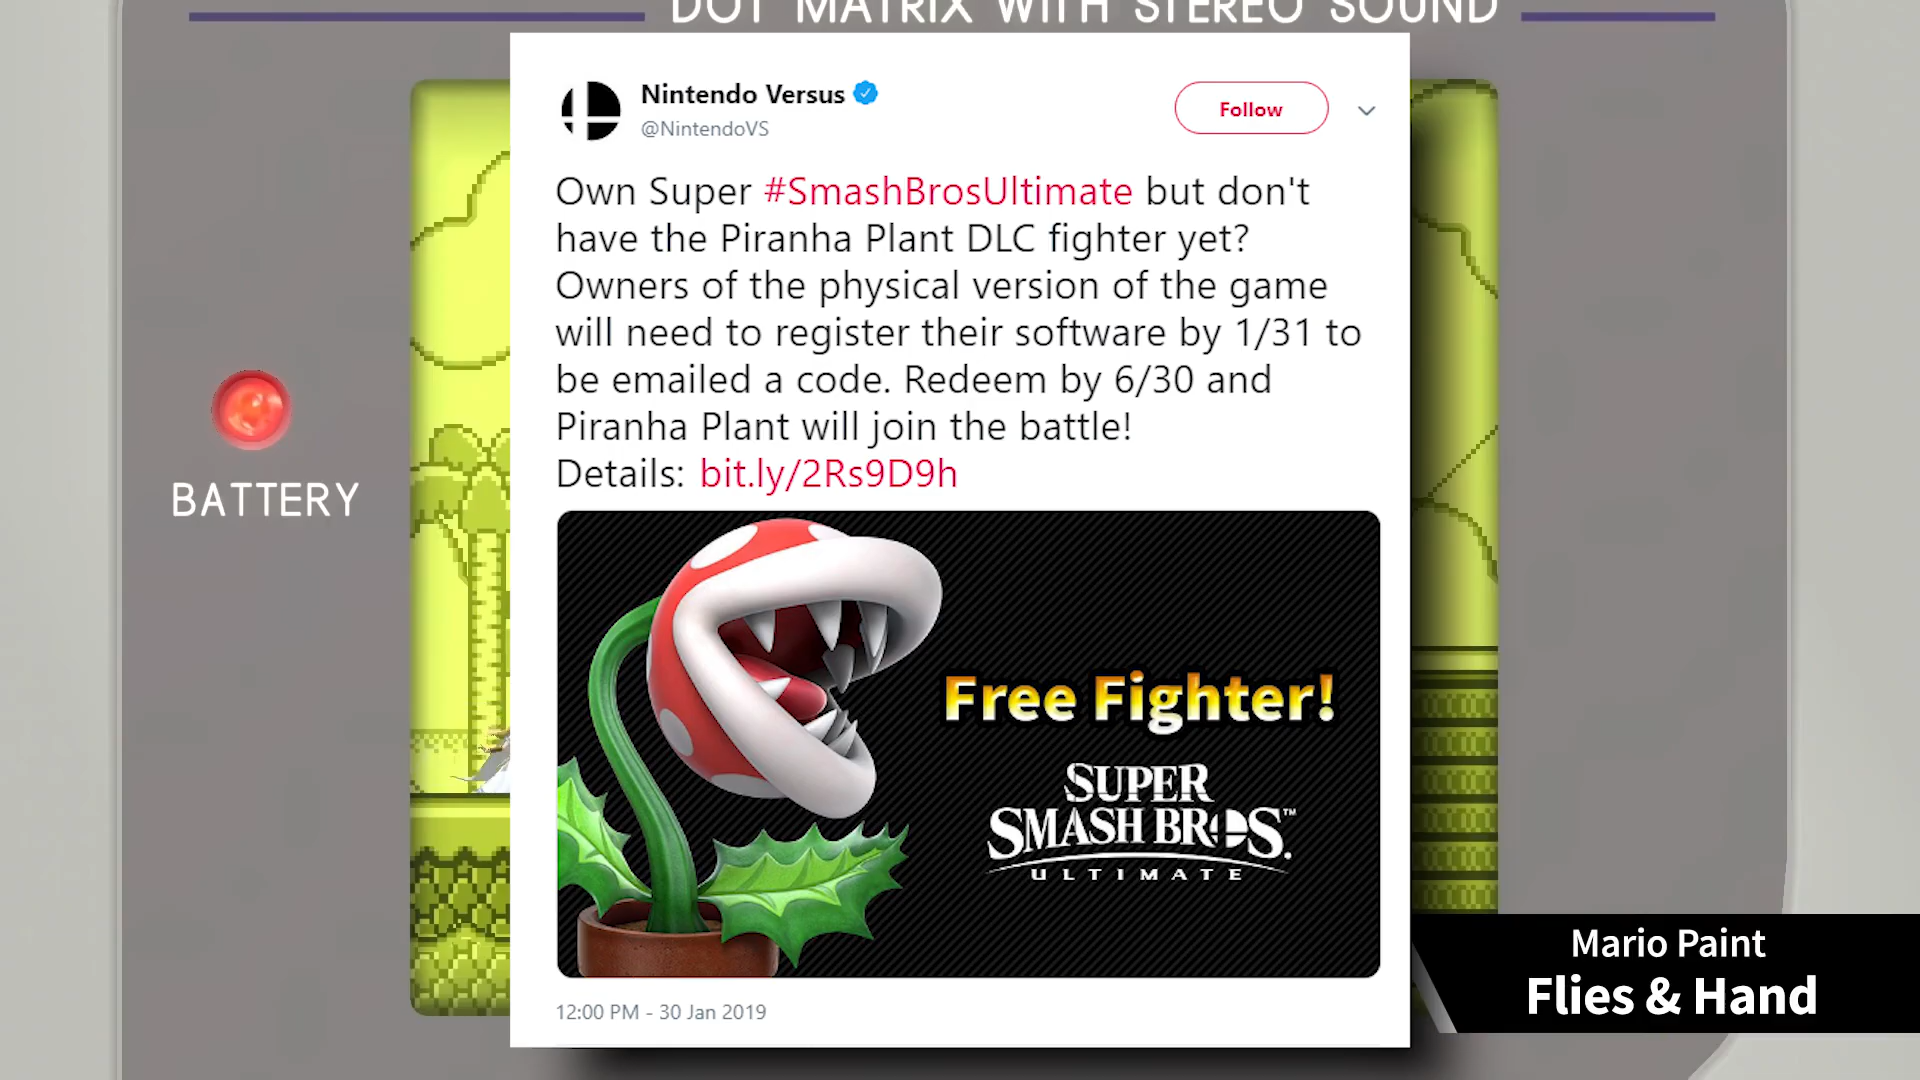 DOT MATRIX WITH STEREO SOUND
Nintendo Versus
@NintendoVS
Follow
Own Super #SmashBrosUltimate but don't
have the Piranha Plant DLC fighter yet?
Owners of the physical version of the game
will need to register their software by 1/31 to
be emailed a code. Redeem by 6/30 and
Piranha Plant will join the battle!
Details: bit.ly/2Rs9D9h
BATTERY
Free Fighter!
SUPER
SMASH BROS.™
ULTIMATE
12:00 PM - 30 Jan 2019
Mario Paint
Flies & Hand